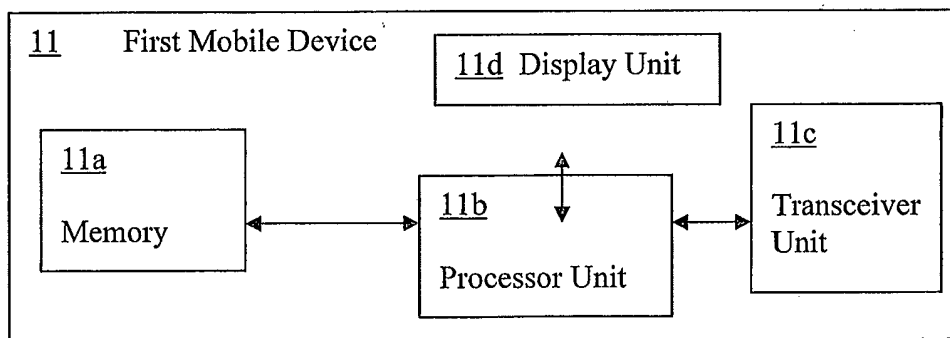 11 First Mobile Device
11d Display Unit
11a
Memory
11b
Processor Unit
11c
Transceiver
Unit